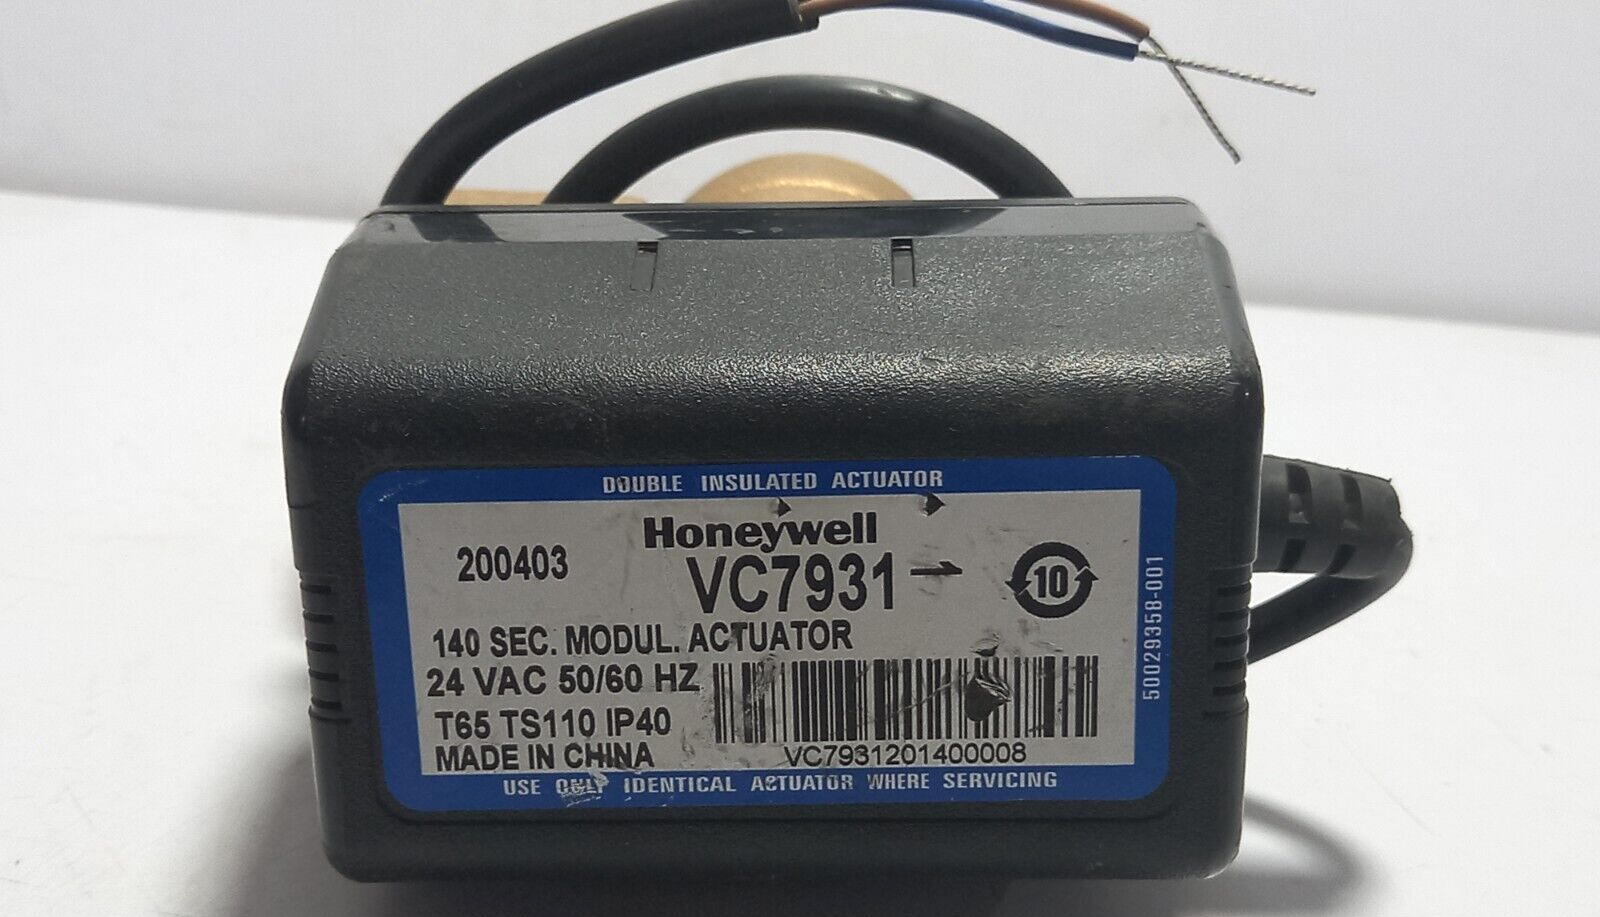 DOUBLE INSULATED ACTUATOR
Honeywell
200403
VC7931
10
140 SEC. MODUL. ACTUATOR
24 VAC 50/60 HZ
T65 TS110 IP40
MADE IN CHINA
VC7931201400008
USE ONLY IDENTICAL ACTUATOR WHERE SERVICING
50029358-001